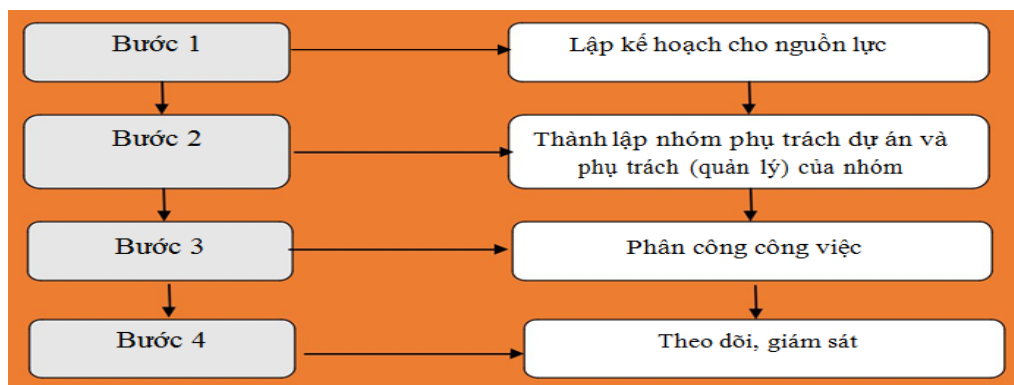 Bước 1
Lập kế hoạch cho nguồn lực
Bước 2
Thành lập nhóm phụ trách dự án và
phụ trách (quản lý) của nhóm
Bước 3
Phân công công việc
Bước 4
Theo dõi, giám sát